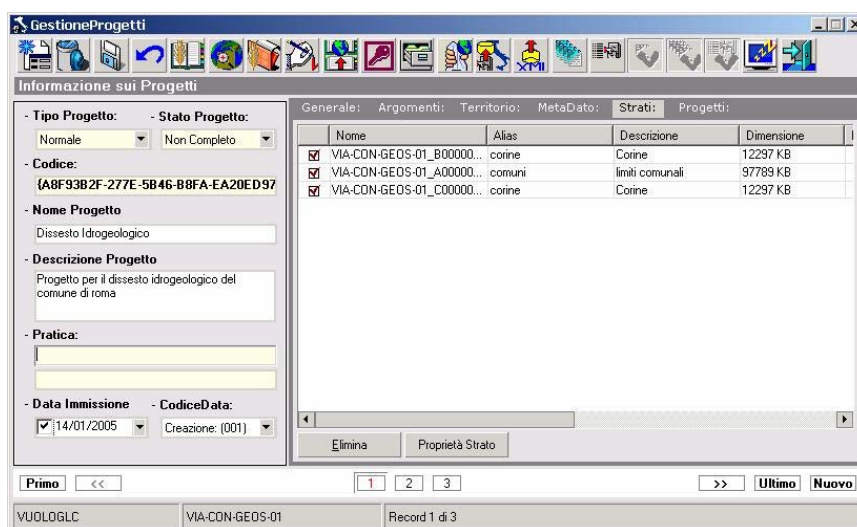 GestioneProgetti
XMI
Informazione sui Progetti
- Tipo Progetto: - Stato Progetto:
Normale Non Completo
- Codice:
{A8F93B2F-277E-5B46-B8FA-EA20ED97
- Nome Progetto
Dissesto Idrogeologico
- Descrizione Progetto
Progetto per il dissesto idrogeologico del
comune di roma
- Pratica:
- Data Immissione - CodiceData:
14/01/2005 Creazione: (001)
Generale: Argomenti: Territorio: MetaDato: Strati: Progetti:
Nome Alias Descrizione Dimensione
VIA-CON-GEOS-01_B00000... corine Corine 12297 KB
VIA-CON-GEOS-01_A00000... comuni limiti comunali 97789 KB
VIA-CON-GEOS-01_C00000... corine Corine 12297 KB
Elimina Proprietà Strato
Primo << 1 2 3 >> Ultimo Nuovo
VUOLOGLC VIA-CON-GEOS-01 Record 1 di 3